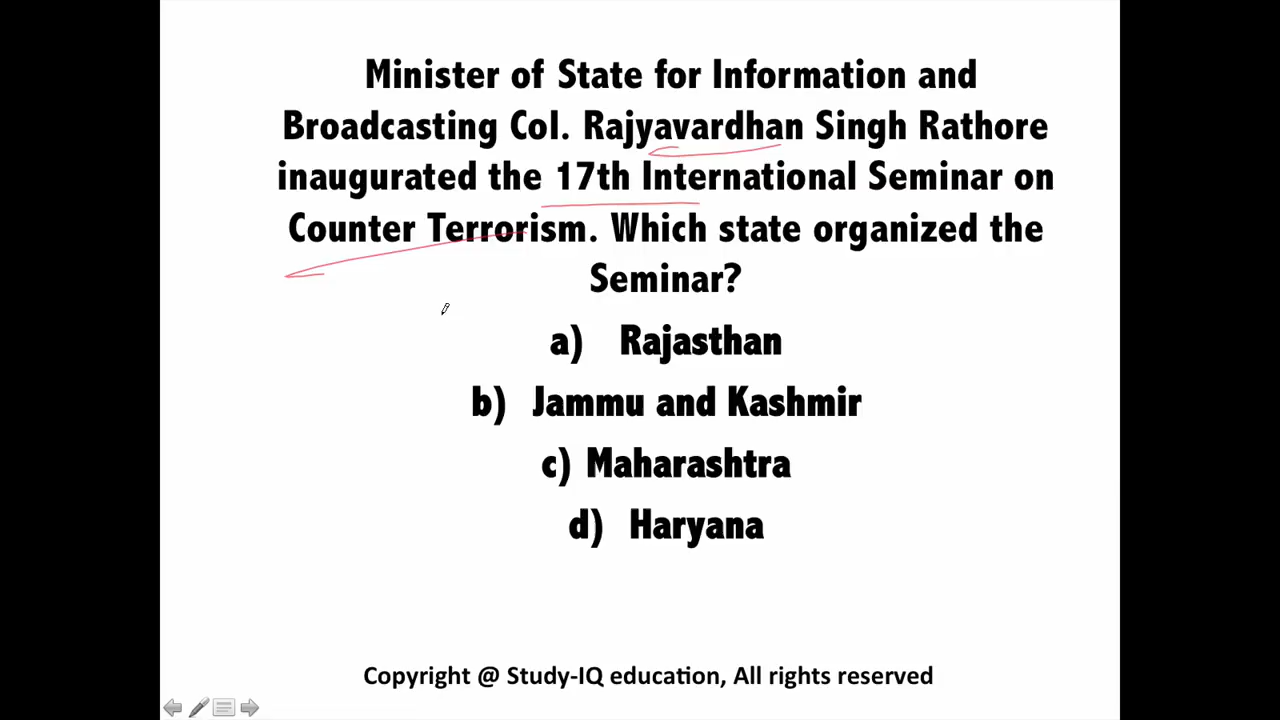 Minister of State for Information and
Broadcasting Col. Rajyavardhan Singh Rathore
inaugurated the 17th International Seminar on
Counter Terrorism. Which state organized the
Seminar?
a) Rajasthan
b) Jammu and Kashmir
c) Maharashtra
d) Haryana
Copyright @ Study-IQ education, All rights reserved